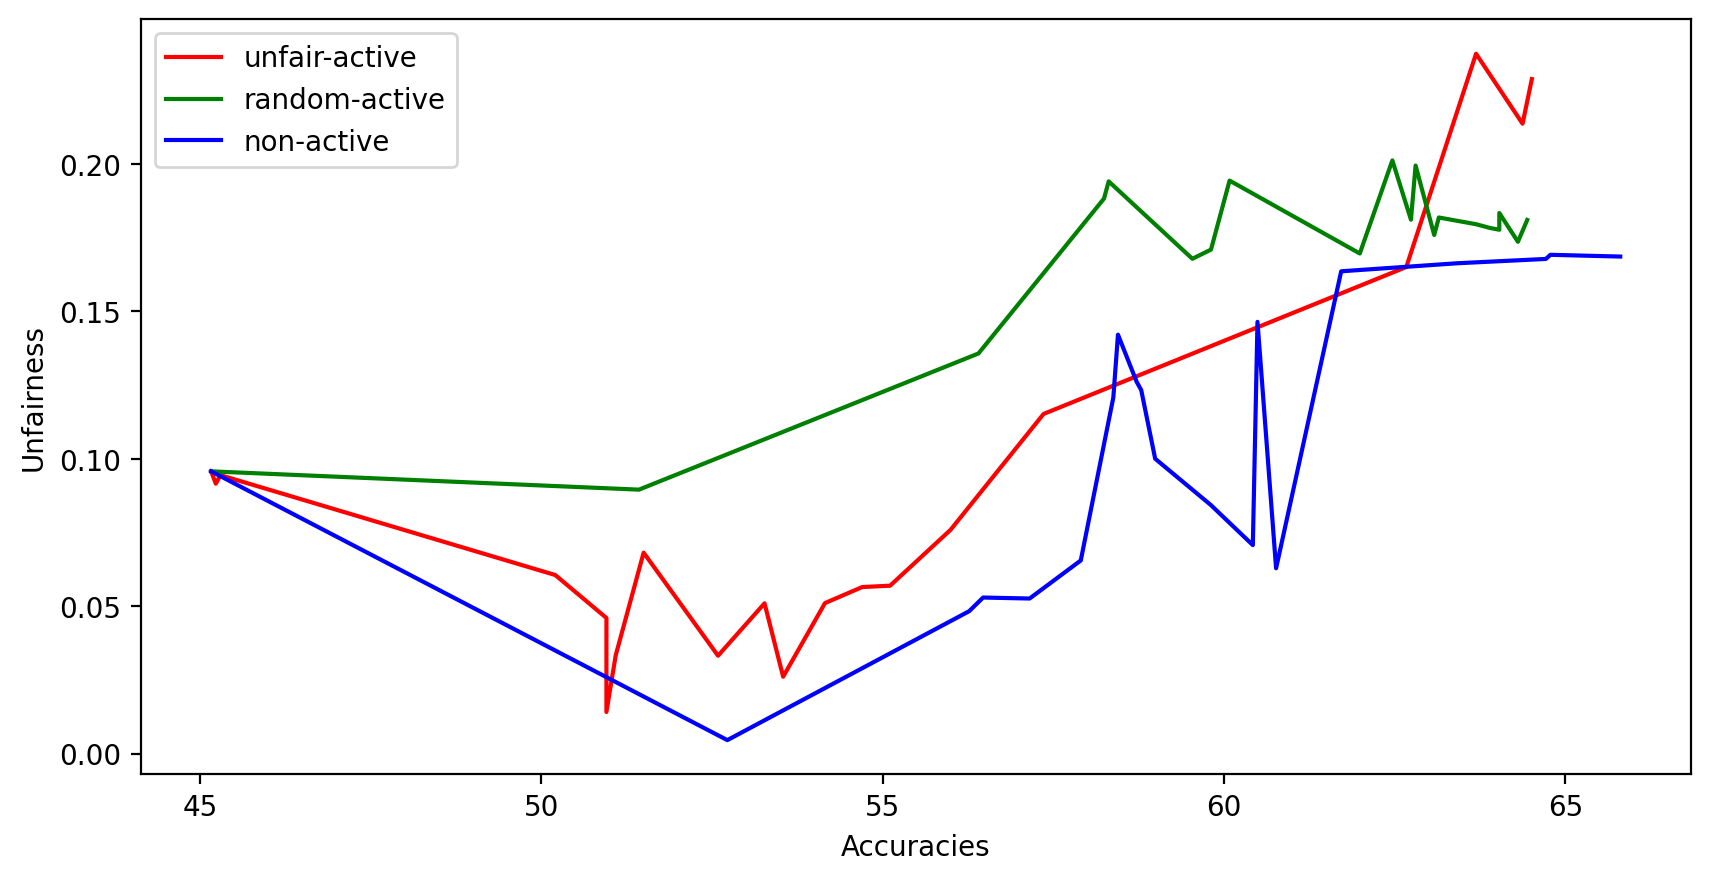 unfair-active
random-active
non-active
0.20
0.15
0.10
0.05
0.00
Unfairness
45 50 55 60 65
Accuracies